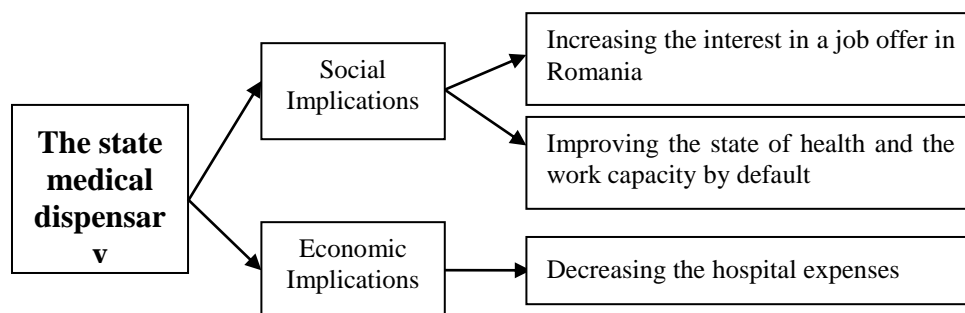 The state
medical
dispensar
y
Social
Implications
Economic
Implications
Increasing the interest in a job offer in
Romania
Improving the state of health and the
work capacity by default
Decreasing the hospital expenses